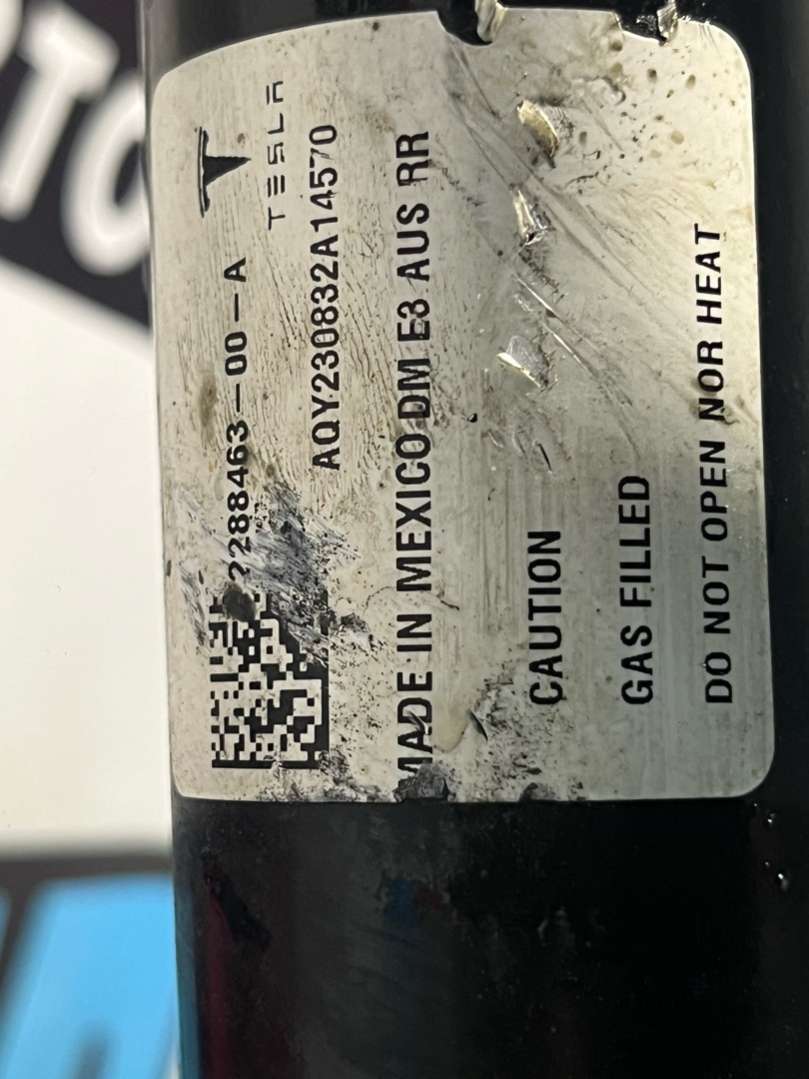 TESLA
2288463-00-A
AQY230832A14570
MADE IN MEXICO DM E3 AUS RR
CAUTION
GAS FILLED
DO NOT OPEN NOR HEAT